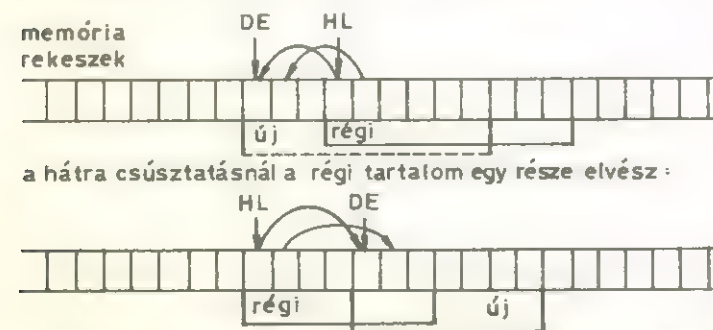 DE HL
memória
rekeszek
új régi
a hátra csúsztatásnál a régi tartalom egy része elvész :
HL DE
régi új